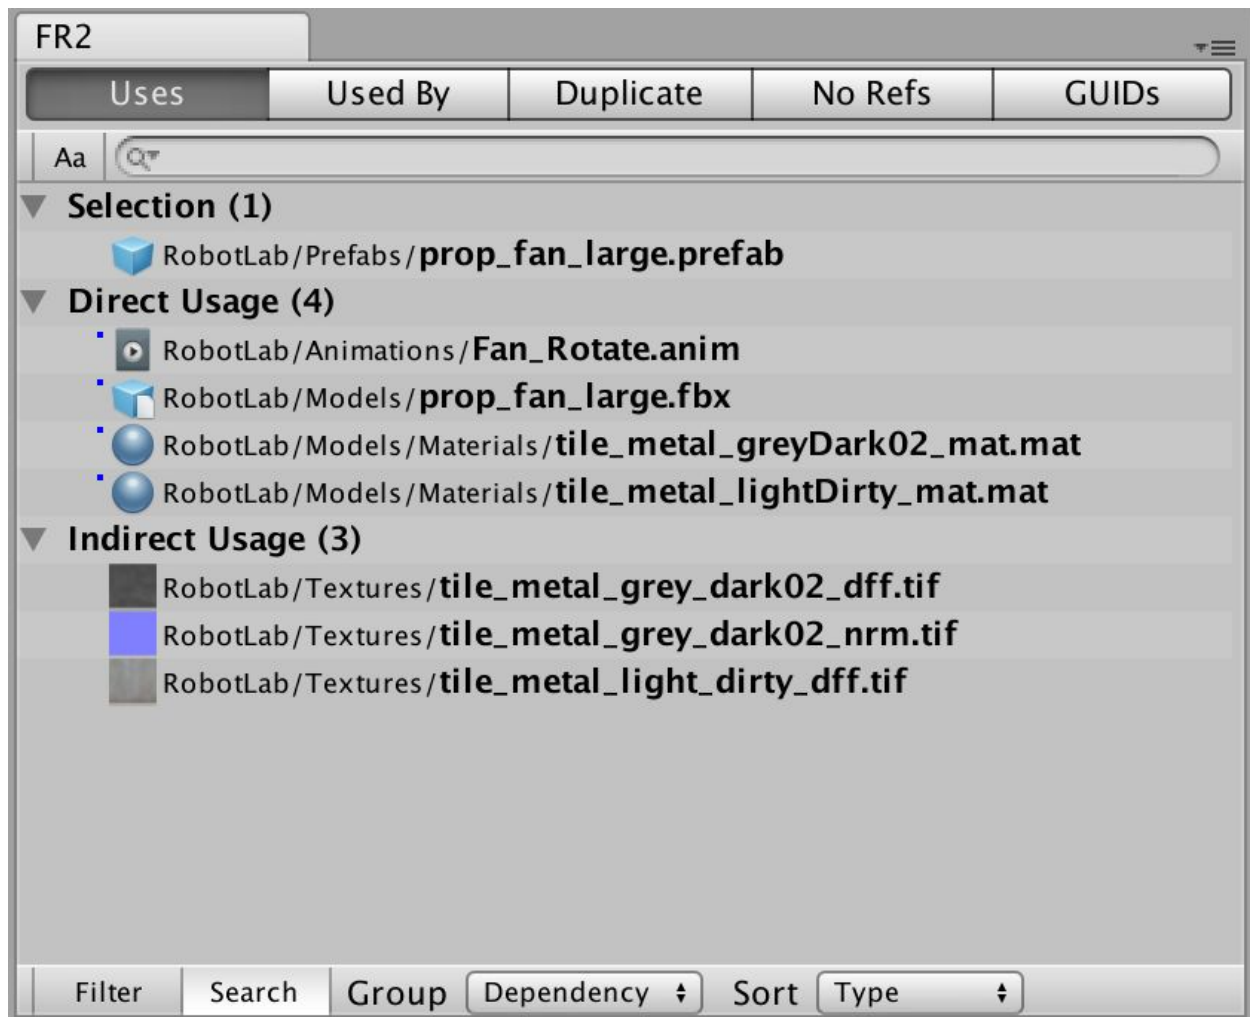 FR2
Uses Used By Duplicate No Refs GUIDs
Aa
Selection (1)
RobotLab/Prefabs/prop_fan_large.prefab
Direct Usage (4)
RobotLab/Animations/Fan_Rotate.anim
RobotLab/Models/prop_fan_large.fbx
RobotLab/Models/Materials/tile_metal_greyDark02_mat.mat
RobotLab/Models/Materials/tile_metal_lightDirty_mat.mat
Indirect Usage (3)
RobotLab/Textures/tile_metal_grey_dark02_dff.tif
RobotLab/Textures/tile_metal_grey_dark02_nrm.tif
RobotLab/Textures/tile_metal_light_dirty_dff.tif
Filter Search Group Dependency Sort Type